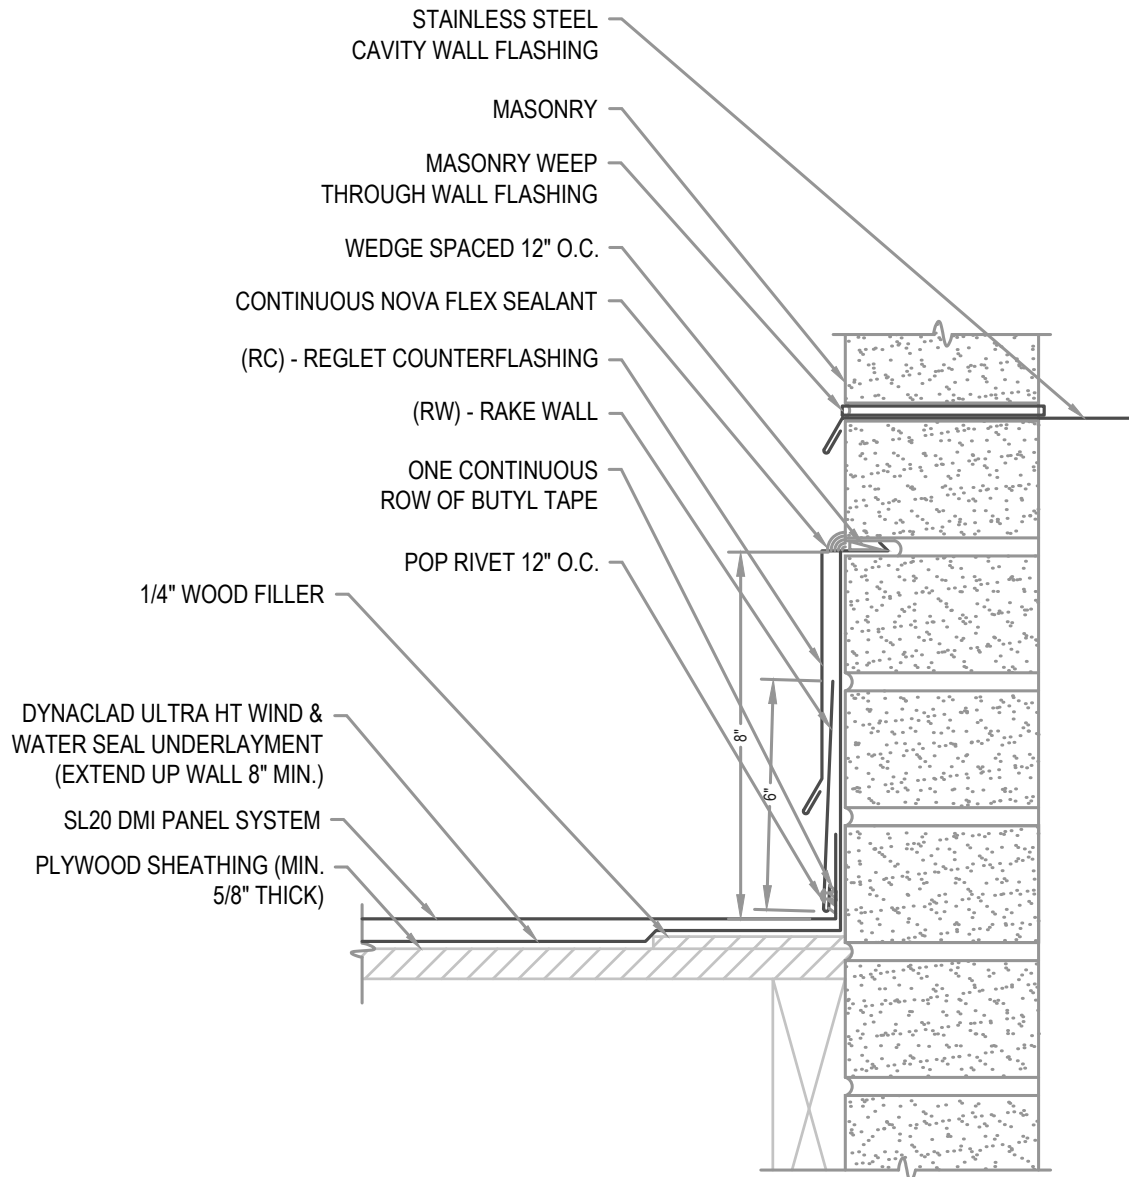 STAINLESS STEEL
CAVITY WALL FLASHING
MASONRY
MASONRY WEEP
THROUGH WALL FLASHING
WEDGE SPACED 12" O.C.
CONTINUOUS NOVA FLEX SEALANT
(RC) - REGLET COUNTERFLASHING
(RW) - RAKE WALL
ONE CONTINUOUS
ROW OF BUTYL TAPE
POP RIVET 12" O.C.
1/4" WOOD FILLER
DYNACLAD ULTRA HT WIND &
WATER SEAL UNDERLAYMENT
(EXTEND UP WALL 8" MIN.)
SL20 DMI PANEL SYSTEM
PLYWOOD SHEATHING (MIN.
5/8" THICK)
8"
6"